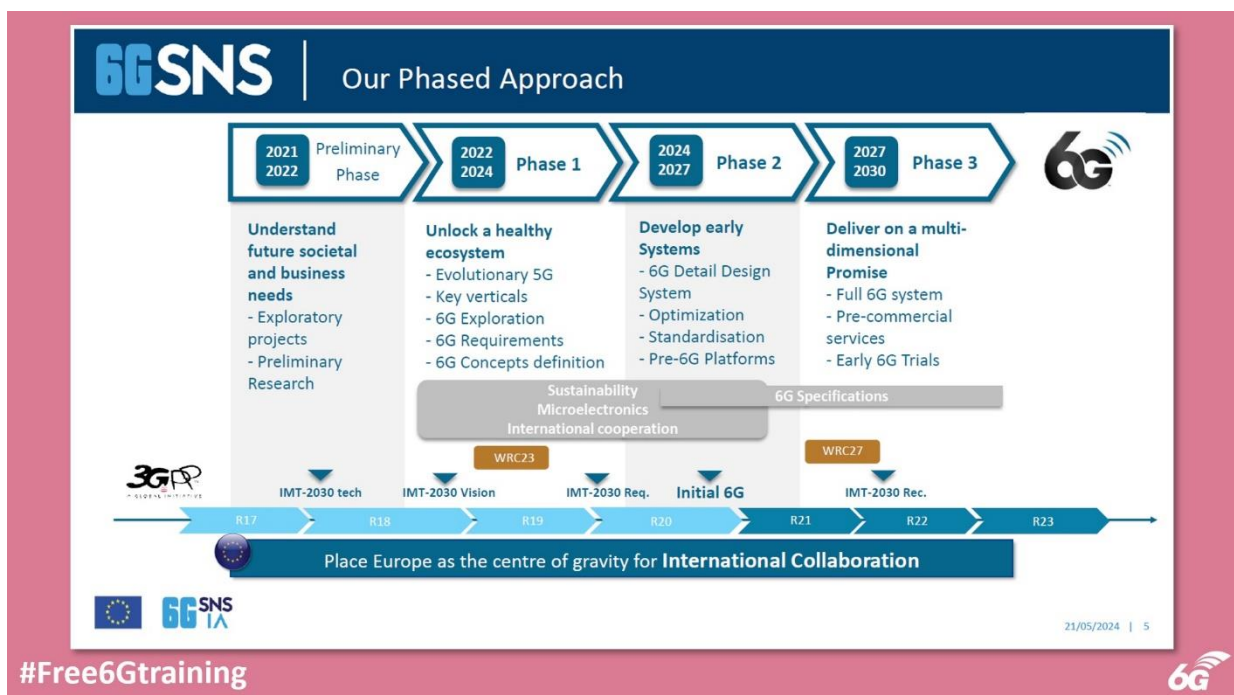 6GSNS
Our Phased Approach
2021
2022
Preliminary
Phase
2022
2024
Phase 1
2024
2027
Phase 2
2027
2030
Phase 3
6G
Understand
future societal
and business
needs
- Exploratory
projects
- Preliminary
Research
Unlock a healthy
ecosystem
- Evolutionary 5G
- Key verticals
- 6G Exploration
- 6G Requirements
- 6G Concepts definition
Develop early
Systems
- 6G Detail Design
System
- Optimization
- Standardisation
- Pre-6G Platforms
Deliver on a multi-
dimensional
Promise
- Full 6G system
- Pre-commercial
services
- Early 6G Trials
Sustainability
Microelectronics
International cooperation
6G Specifications
WRC23
WRC27
3GPP
A GLOBAL INITIATIVE
IMT-2030 tech
IMT-2030 Vision
IMT-2030 Req.
Initial 6G
IMT-2030 Rec.
R17
R18
R19
R20
R21
R22
R23
Place Europe as the centre of gravity for International Collaboration
6G SNS
IA
21/05/2024 | 5
#Free6Gtraining
6G